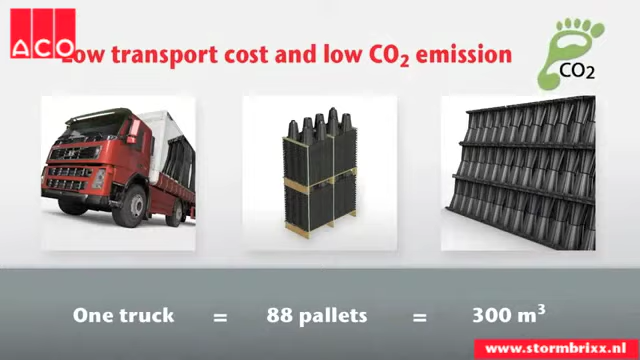 ACO
Low transport cost and low CO₂ emission
CO₂
One truck = 88 pallets = 300 m³
www.stormbrixx.nl